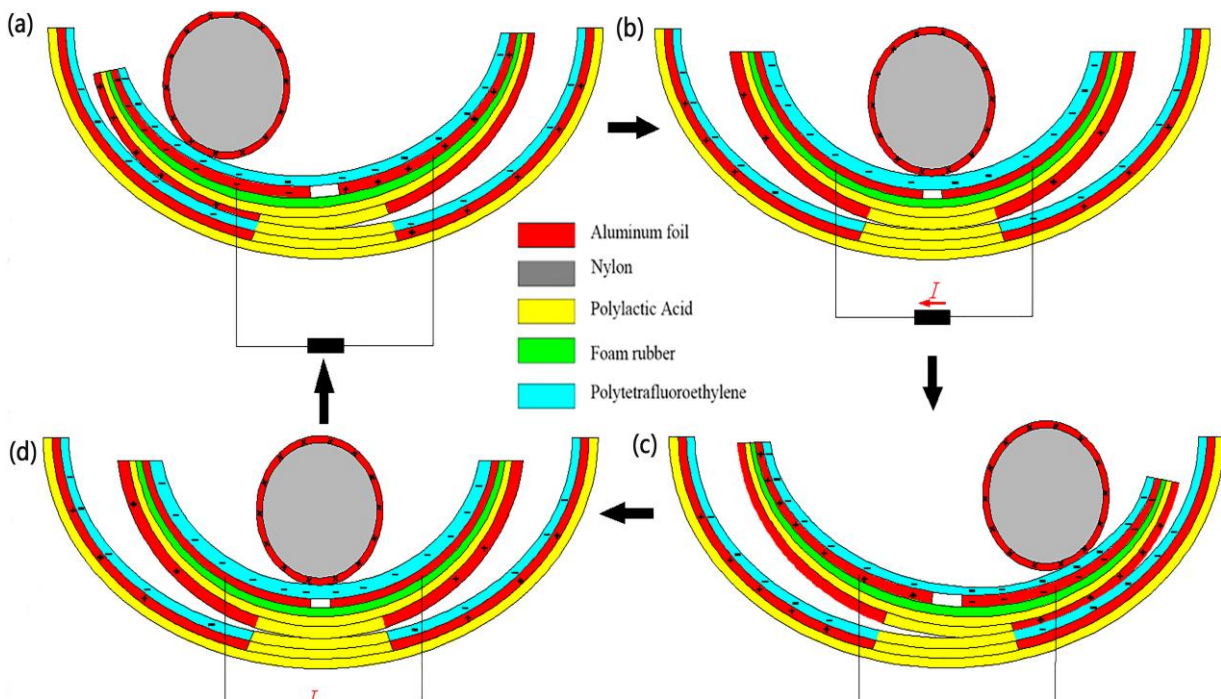 (a)
(b)
Aluminum foil
Nylon
Polylactic Acid
Foam rubber
Polytetrafluoroethylene
I
(d)
(c)
I